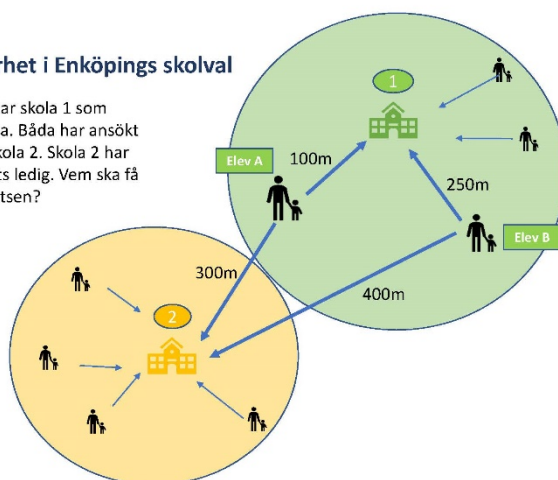 rhet i Enköpings skolval
ar skola 1 som
a. Båda har ansökt
kola 2. Skola 2 har
ts ledig. Vem ska få
tsen?
1
Elev A
100m
250m
Elev B
300m
400m
2